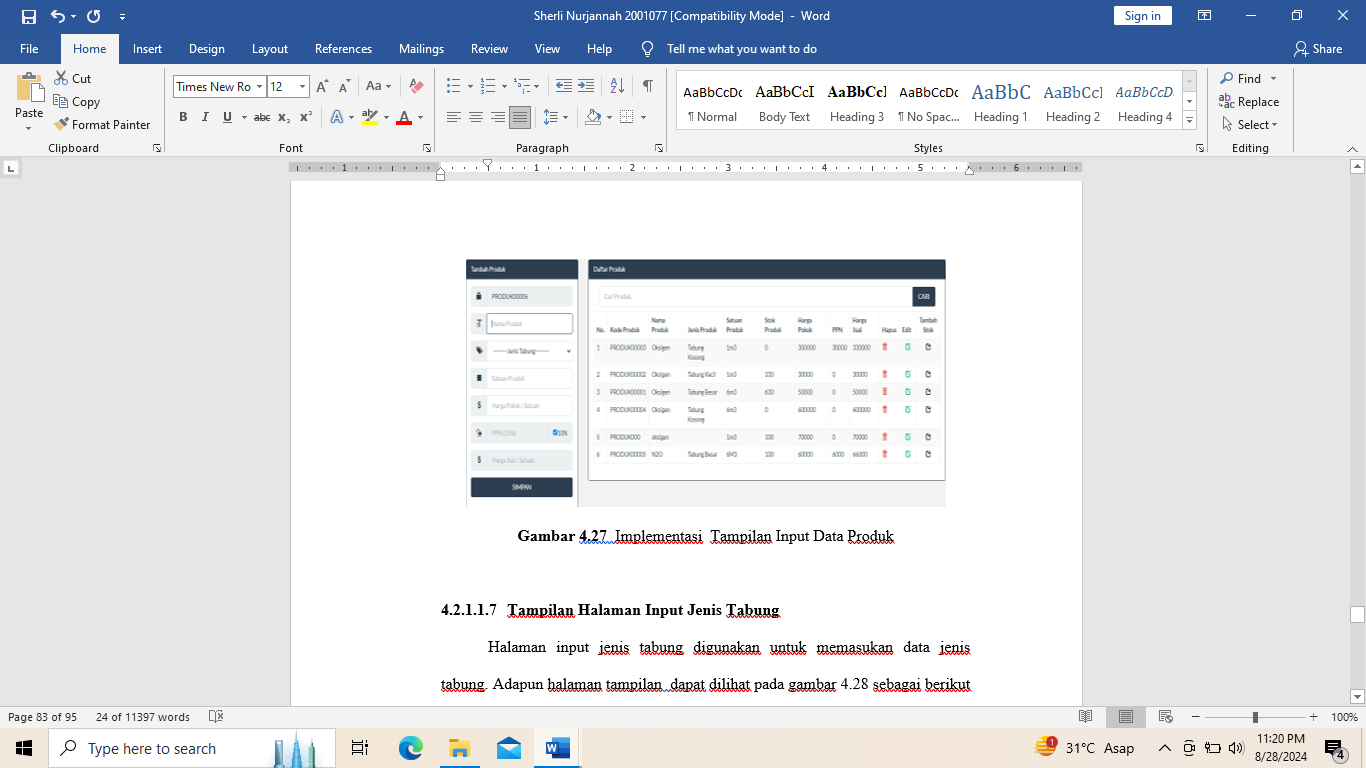 Sherli Nurjannah 2001077 [Compatibility Mode] - Word
Sign in
File Home Insert Design Layout References Mailings Review View Help Tell me what you want to do Share
Cut
Copy
Format Painter
Paste
Clipboard
Times New Ro 12
Font
Paragraph
AaBbCcDc AaBbCcI AaBbCcI AaBbCcDc AaBbC AaBbCcI AaBbCcD
¶ Normal Body Text Heading 3 ¶ No Spac... Heading 1 Heading 2 Heading 4
Styles
Find
Replace
Select
Editing
1 1 2 3 4 5 6
Tambah Produk
PRODUK00006
Nama Produk
-------Jenis Tabung-------
Satuan Produk
Harga Pokok / Satuan
PPN (10%) 10%
Harga Jual / Satuan
SIMPAN
Daftar Produk
Cari Produk.. CARI
No. Kode Produk Nama Produk Jenis Produk Satuan Produk Stok Produk Harga Pokok PPN Harga Jual Hapus Edit Tambah Stok
1 PRODUK00003 Oksigen Tabung Kosong 1m3 0 300000 30000 330000
2 PRODUK00002 Oksigan Tabung Kecil 1m3 330 30000 0 30000
3 PRODUK00001 Oksigen Tabung Besar 6m3 630 50000 0 50000
4 PRODUK00004 Oksigan Tabung Kosong 6m3 0 600000 0 600000
5 PRODUK000 oksigan 1m3 100 70000 0 70000
6 PRODUK00005 N2O Tabung Besar 6M3 100 60000 6000 66000
Gambar 4.27 Implementasi Tampilan Input Data Produk
4.2.1.1.7 Tampilan Halaman Input Jenis Tabung
Halaman input jenis tabung digunakan untuk memasukan data jenis
tabung. Adapun halaman tampilan dapat dilihat pada gambar 4.28 sebagai berikut
Page 83 of 95 24 of 11397 words 100%
Type here to search
31°C Asap
11:20 PM
8/28/2024
4